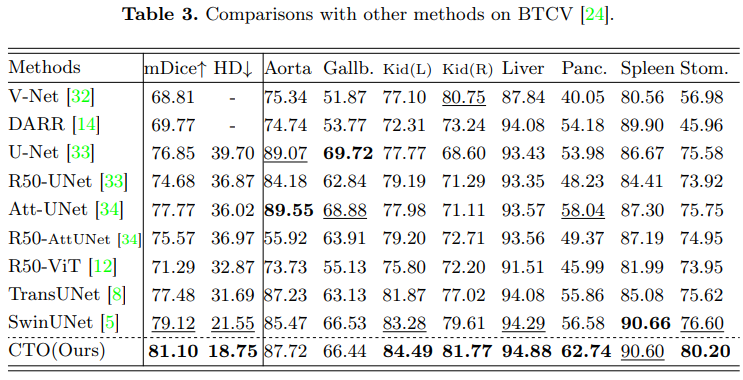 Table 3. Comparisons with other methods on BTCV [24].
Methods mDice↑ HD↓ Aorta Gallb. Kid(L) Kid(R) Liver Panc. Spleen Stom.
V-Net [32] 68.81 - 75.34 51.87 77.10 80.75 87.84 40.05 80.56 56.98
DARR [14] 69.77 - 74.74 53.77 72.31 73.24 94.08 54.18 89.90 45.96
U-Net [33] 76.85 39.70 89.07 69.72 77.77 68.60 93.43 53.98 86.67 75.58
R50-UNet [33] 74.68 36.87 84.18 62.84 79.19 71.29 93.35 48.23 84.41 73.92
Att-UNet [34] 77.77 36.02 89.55 68.88 77.98 71.11 93.57 58.04 87.30 75.75
R50-AttUNet [34] 75.57 36.97 55.92 63.91 79.20 72.71 93.56 49.37 87.19 74.95
R50-ViT [12] 71.29 32.87 73.73 55.13 75.80 72.20 91.51 45.99 81.99 73.95
TransUNet [8] 77.48 31.69 87.23 63.13 81.87 77.02 94.08 55.86 85.08 75.62
SwinUNet [5] 79.12 21.55 85.47 66.53 83.28 79.61 94.29 56.58 90.66 76.60
CTO(Ours) 81.10 18.75 87.72 66.44 84.49 81.77 94.88 62.74 90.60 80.20